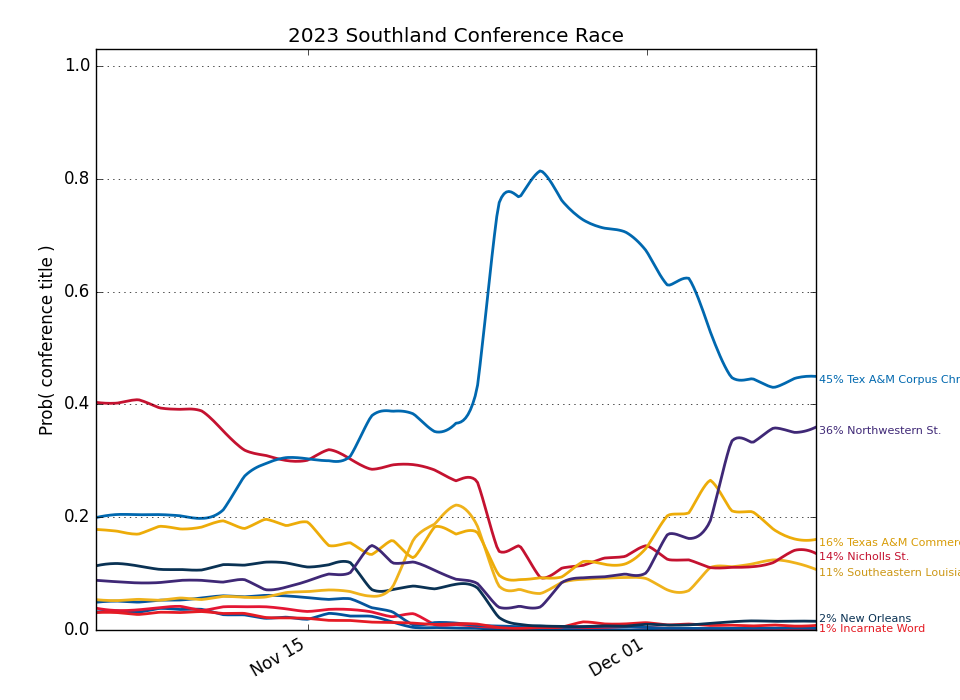 2023 Southland Conference Race
Prob( conference title )
1.0
0.8
0.6
0.4
0.2
0.0
Nov 15
Dec 01
45% Tex A&M Corpus Chr
36% Northwestern St.
16% Texas A&M Commerc
14% Nicholls St.
11% Southeastern Louisia
2% New Orleans
1% Incarnate Word